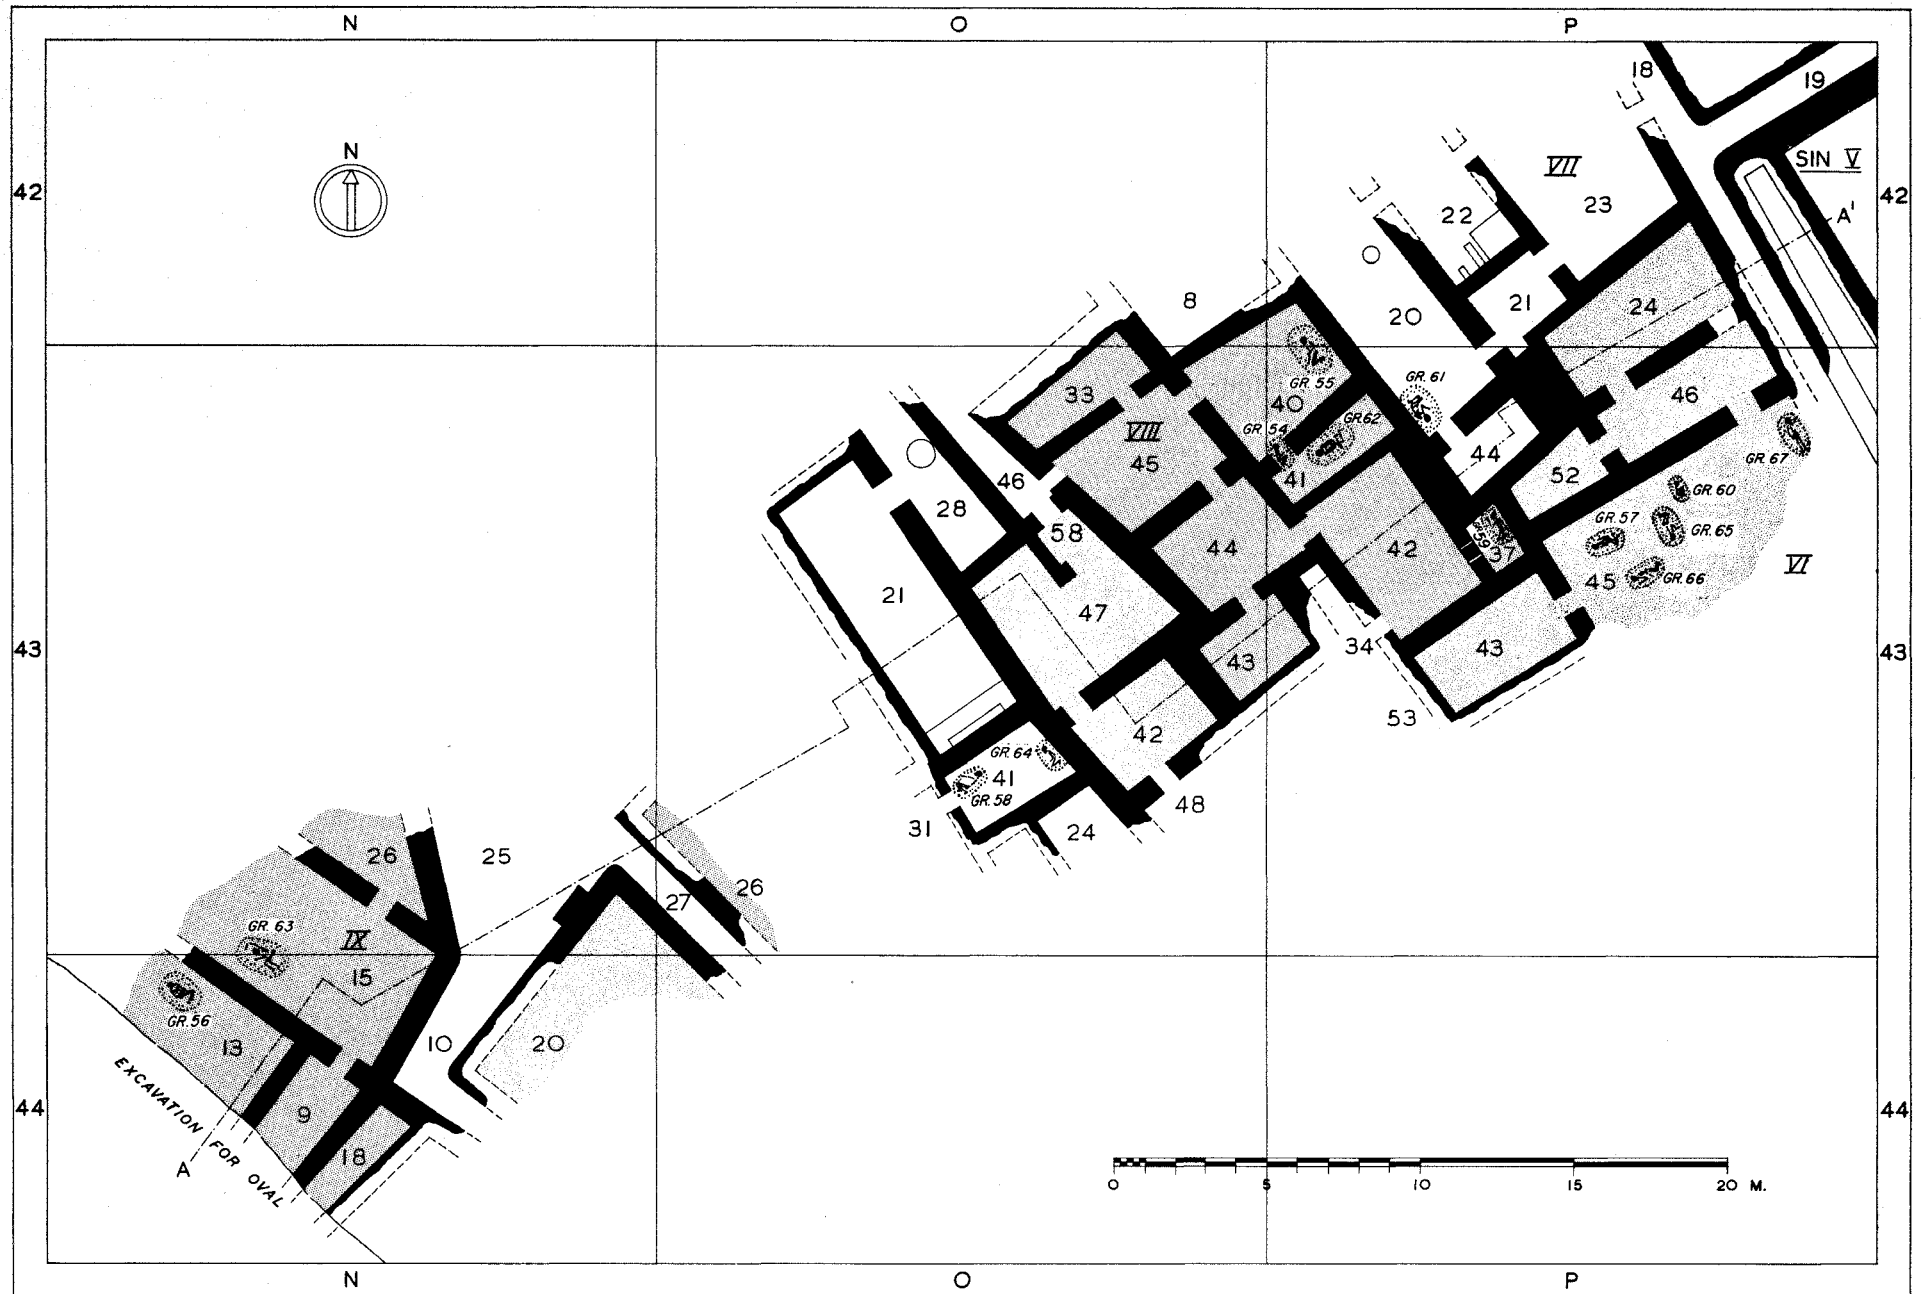 N O P
18
19
N
VII
SIN V
42 42
23
22
A'
8
21
24
20
GR. 55
GR. 61
33
46
40
GR. 62
VIII
GR. 54
45
44
GR. 67
46
41
52
28
GR. 60
58
GR. 57
GR. 65
59
44
42
37
VI
GR. 66
45
21
47
43 43
34
43
43
53
42
GR. 64
41
GR. 58
48
31
24
26
25
26
27
GR. 63
IX
15
GR. 56
13
10
20
EXCAVATION FOR OVAL
44 44
9
18
A
0 5 10 15 20 M.
N O P